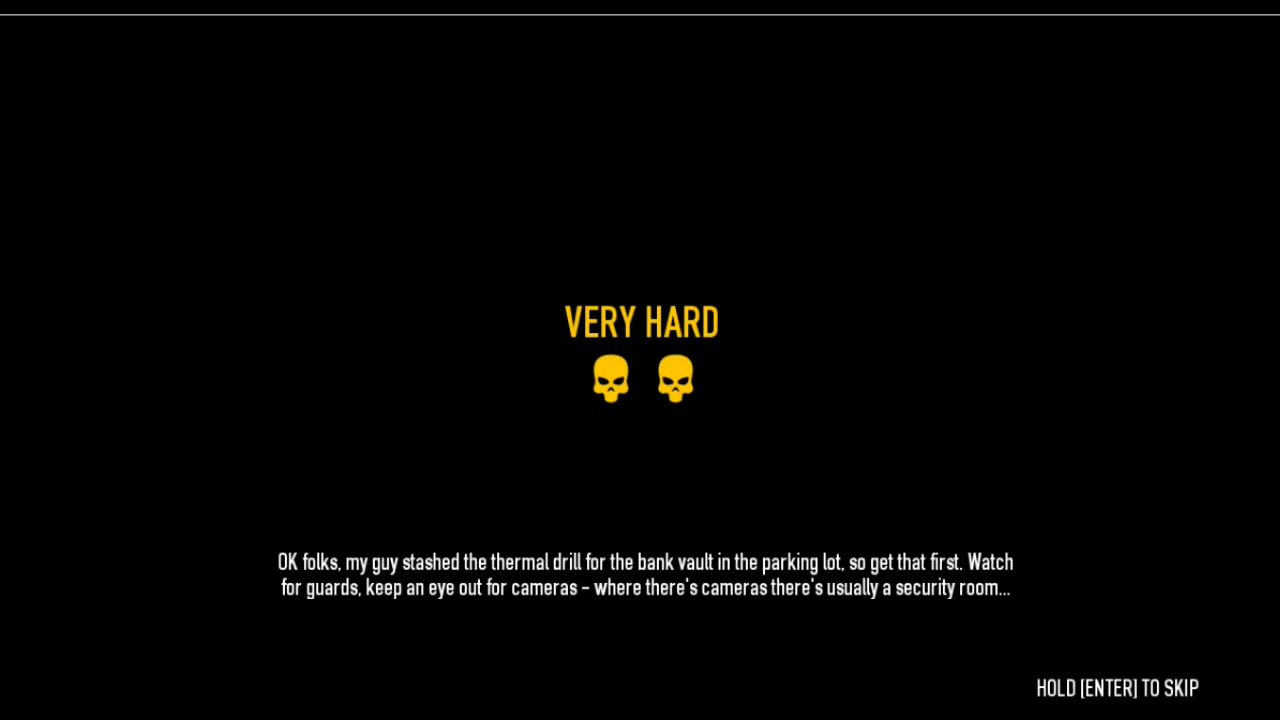 VERY HARD
OK folks, my guy stashed the thermal drill for the bank vault in the parking lot, so get that first. Watch
for guards, keep an eye out for cameras – where there's cameras there's usually a security room...
HOLD [ENTER] TO SKIP